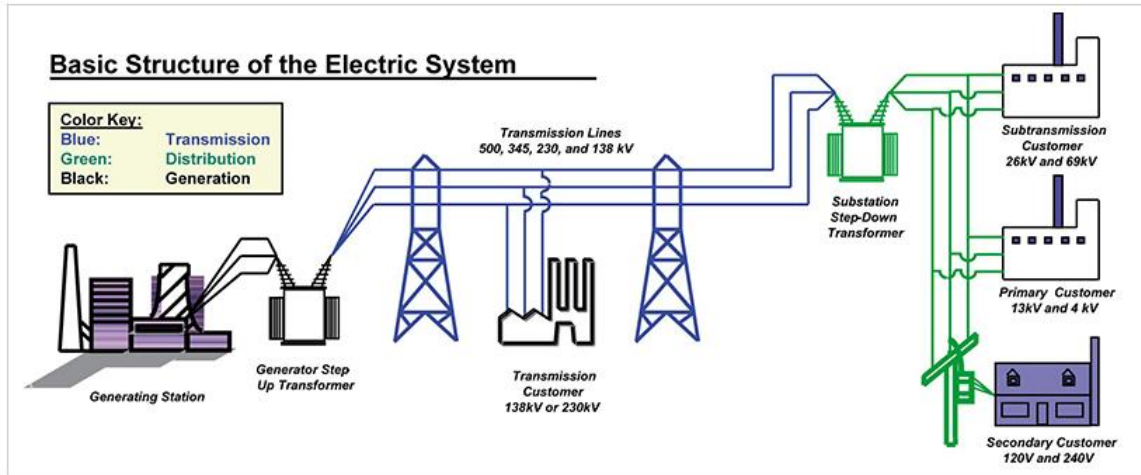 Basic Structure of the Electric System
Color Key:
Blue: Transmission
Green: Distribution
Black: Generation
Transmission Lines
500, 345, 230, and 138 kV
Generating Station
Generator Step
Up Transformer
Transmission
Customer
138kV or 230kV
Substation
Step-Down
Transformer
Subtransmission
Customer
26kV and 69kV
Primary Customer
13kV and 4 kV
Secondary Customer
120V and 240V